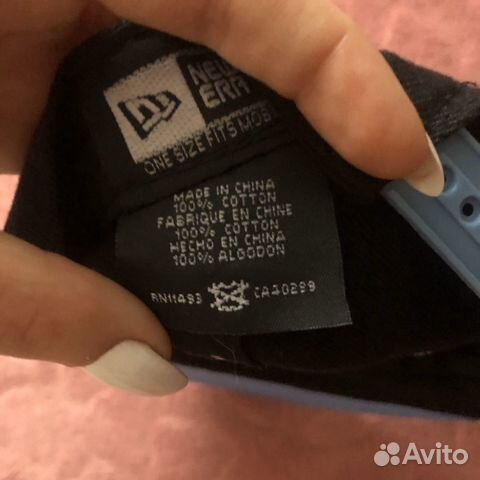 NEW
ERA
ONE SIZE FITS MOS
MADE IN CHINA
100% COTTON
FABRIQUE EN CHINE
100% COTTON
HECHO EN CHINA
100% ALGODON
RN11493 CA40299
Avito